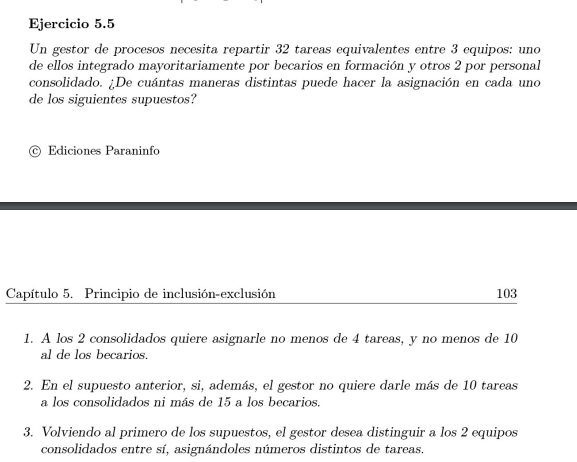 Ejercicio 5.5
Un gestor de procesos necesita repartir 32 tareas equivalentes entre 3 equipos: uno
de ellos integrado mayoritariamente por becarios en formación y otros 2 por personal
consolidado. ¿De cuántas maneras distintas puede hacer la asignación en cada uno
de los siguientes supuestos?
© Ediciones Paraninfo
Capítulo 5. Principio de inclusión-exclusión 103
1. A los 2 consolidados quiere asignarle no menos de 4 tareas, y no menos de 10
al de los becarios.
2. En el supuesto anterior, si, además, el gestor no quiere darle más de 10 tareas
a los consolidados ni más de 15 a los becarios.
3. Volviendo al primero de los supuestos, el gestor desea distinguir a los 2 equipos
consolidados entre sí, asignándoles números distintos de tareas.